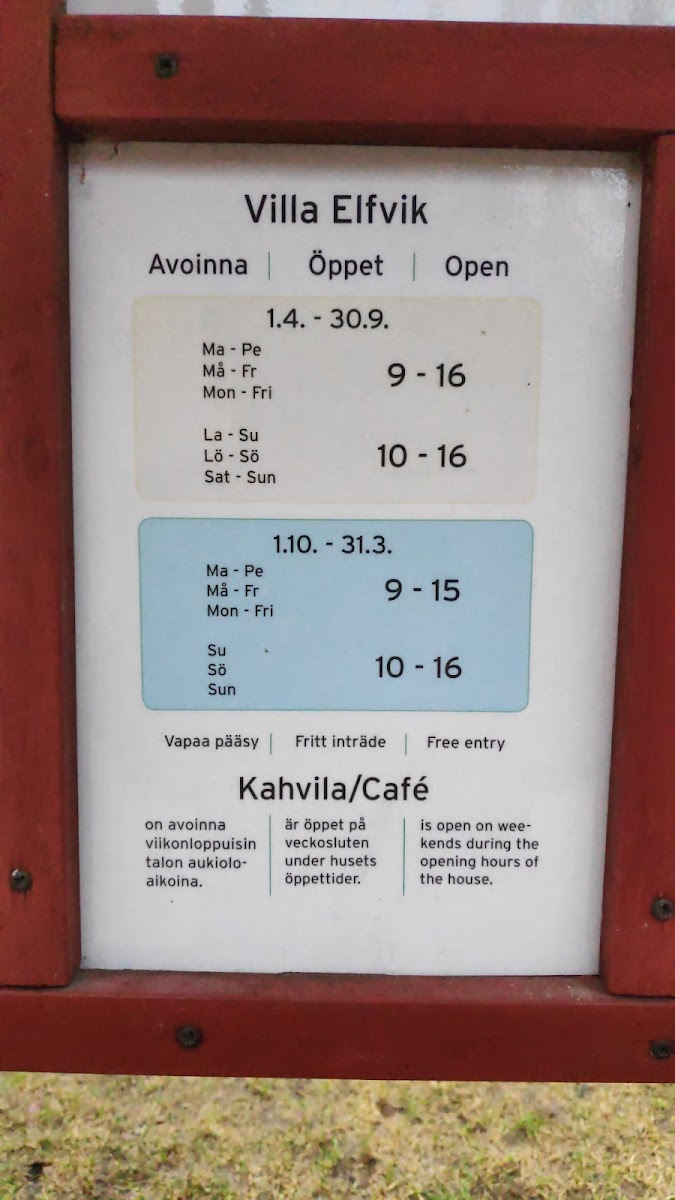 Villa Elfvik
Avoinna | Öppet | Open
1.4. - 30.9.
Ma - Pe
Må - Fr
Mon - Fri
9 - 16
La - Su
Lö - Sö
Sat - Sun
10 - 16
1.10. - 31.3.
Ma - Pe
Må - Fr
Mon - Fri
9 - 15
Su
Sö
Sun
10 - 16
Vapaa pääsy | Fritt inträde | Free entry
Kahvila/Café
on avoinna
viikonloppuisin
talon aukiolo-
aikoina.
är öppet på
veckosluten
under husets
öppettider.
is open on wee-
kends during the
opening hours of
the house.